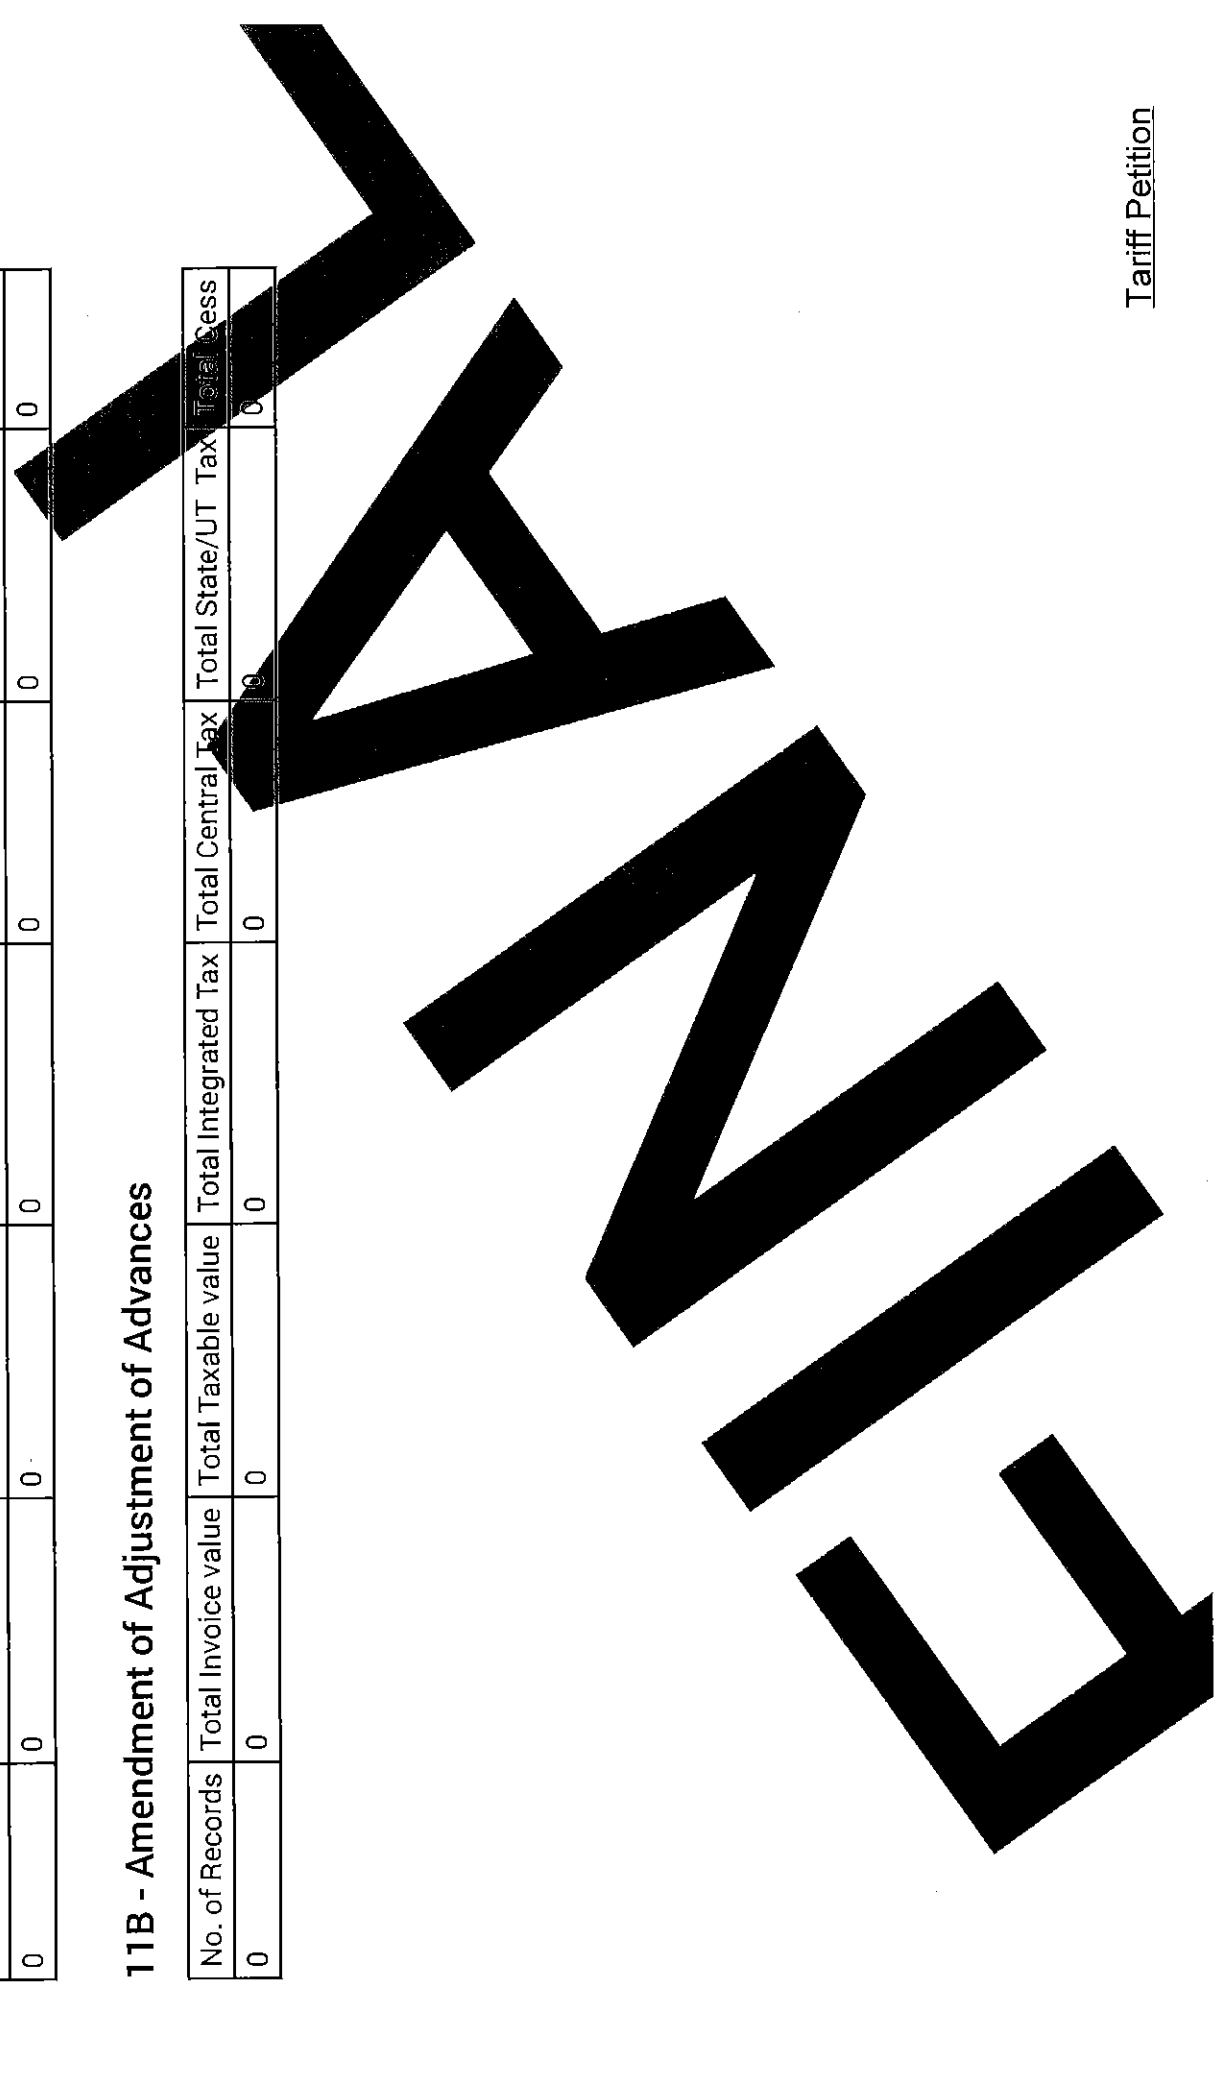 0 0 0 0 0 0 0
11B - Amendment of Adjustment of Advances
No. of Records Total Invoice value Total Taxable value Total Integrated Tax Total Central Tax Total State/UT Tax Total Cess
0 0 0 0 0 0 0
FINAL
Tariff Petition